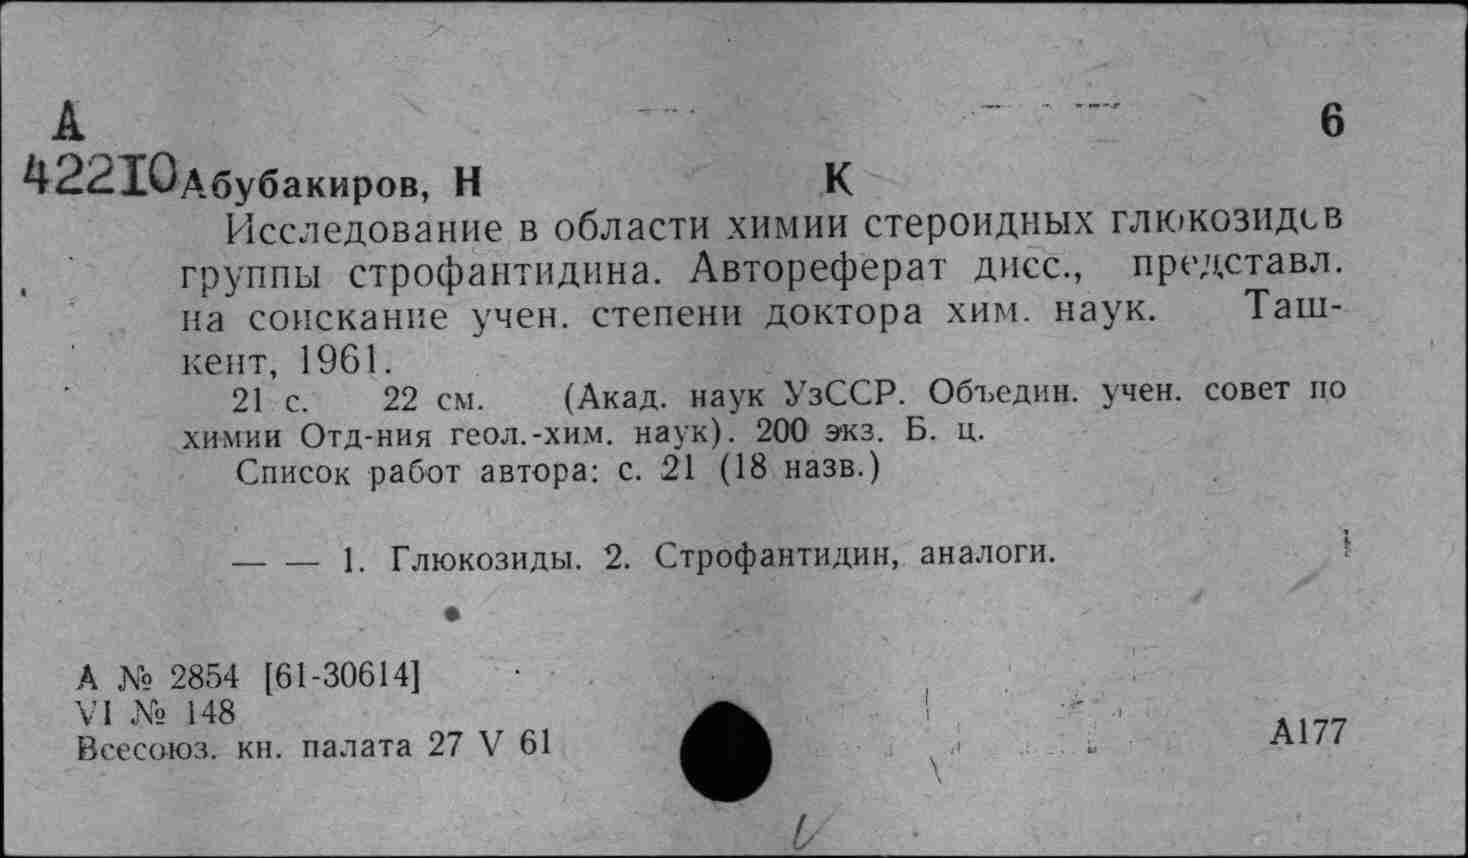 А 6
42210 Абубакиров, Н К
Исследование в области химии стероидных глюкозидов
группы строфантидина. Автореферат дисс., представл.
на соискание учен. степени доктора хим. наук. Таш-
кент, 1961.
21 с. 22 см. (Акад. наук УзССР. Объедин. учен. совет по
химии Отд-ния геол.-хим. наук). 200 экз. Б. ц.
Список работ автора: с. 21 (18 назв.)
— — 1. Глюкозиды. 2. Строфантидин, аналоги.
А № 2854 [61-30614]
VI № 148
Всесоюз. кн. палата 27 V 61 А177